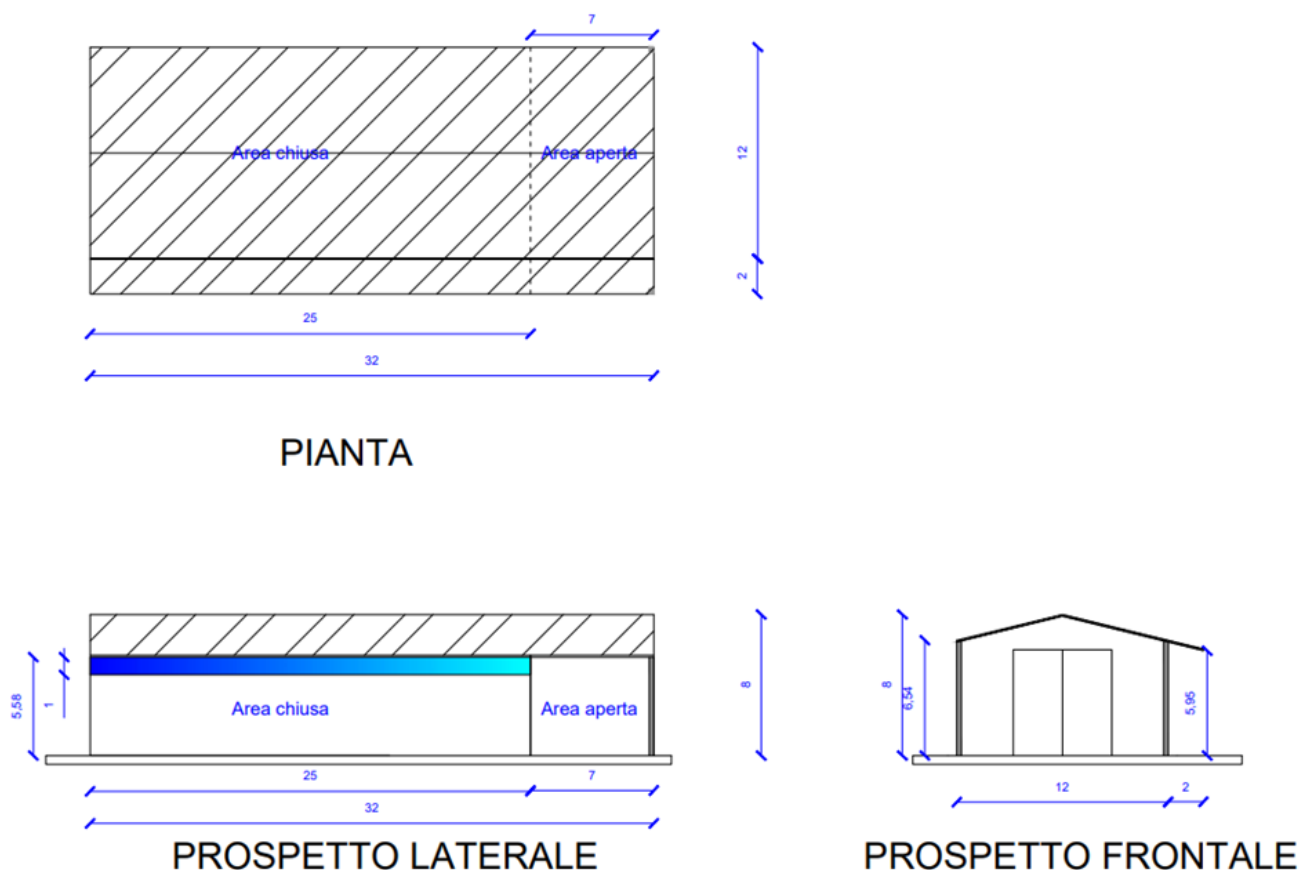 7
Area chiusa
Area aperta
12
2
25
32
PIANTA
5,58
1
Area chiusa
Area aperta
8
25
7
32
PROSPETTO LATERALE
8
6,54
5,95
12
2
PROSPETTO FRONTALE